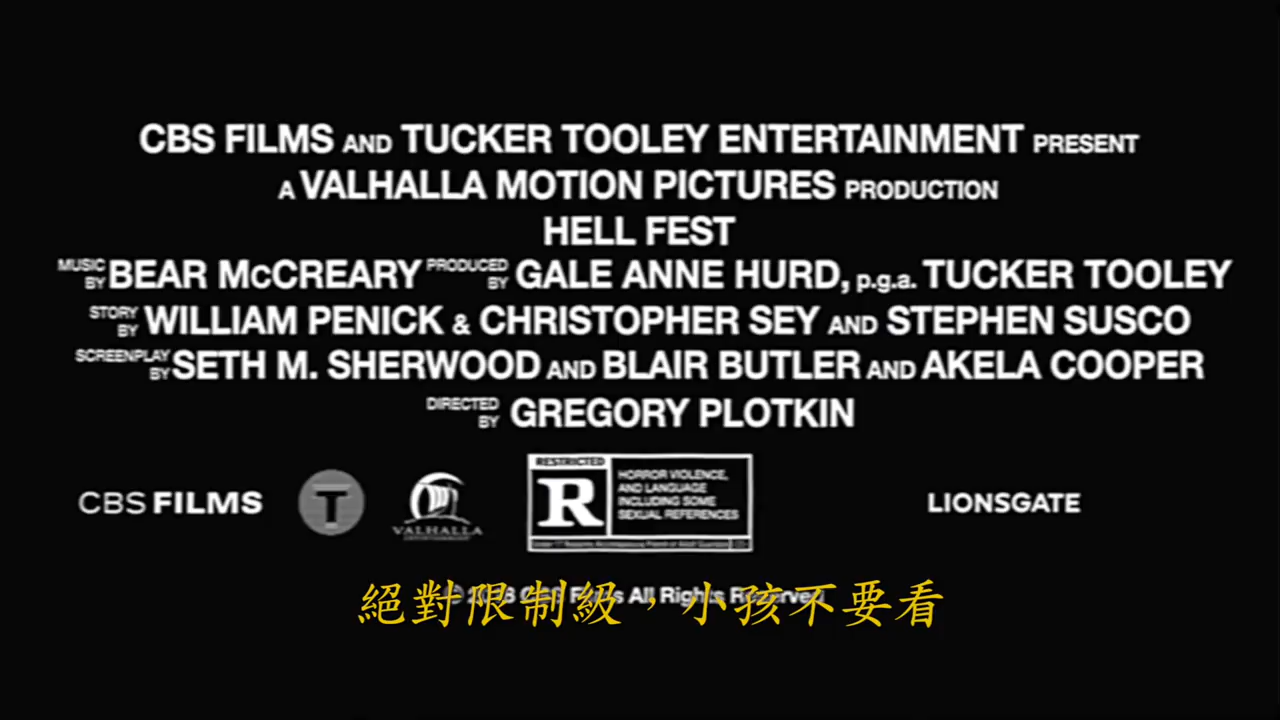 CBS FILMS AND TUCKER TOOLEY ENTERTAINMENT PRESENT
A VALHALLA MOTION PICTURES PRODUCTION
HELL FEST
MUSIC BY BEAR McCREARY PRODUCED BY GALE ANNE HURD, p.g.a. TUCKER TOOLEY
STORY BY WILLIAM PENICK & CHRISTOPHER SEY AND STEPHEN SUSCO
SCREENPLAY BY SETH M. SHERWOOD AND BLAIR BUTLER AND AKELA COOPER
DIRECTED BY GREGORY PLOTKIN
CBS FILMS
T
VALHALLA
RESTRICTED
R
HORROR VIOLENCE,
AND LANGUAGE
INCLUDING SOME
SEXUAL REFERENCES
LIONSGATE
All Rights Reserved
絕對限制級，小孩不要看